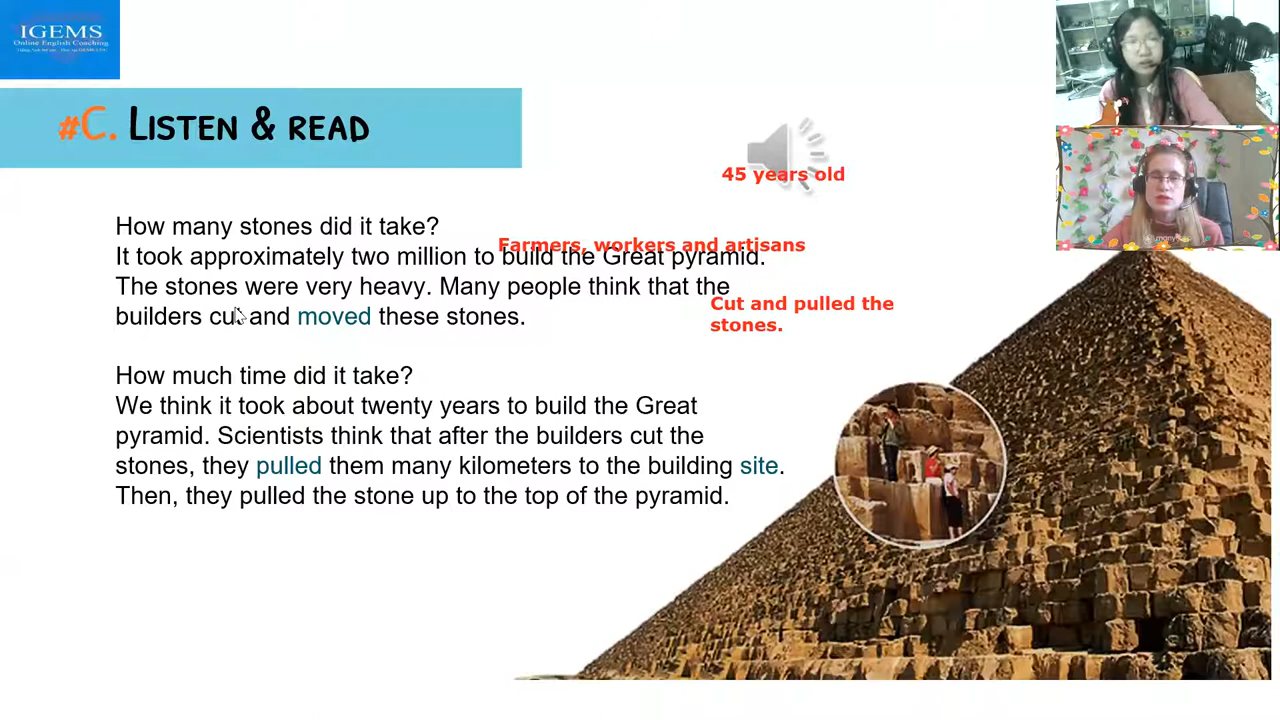 IGEMS
Online English Coaching
#C. LISTEN & READ
45 years old
How many stones did it take?
Farmers, workers and artisans
It took approximately two million to build the Great pyramid.
The stones were very heavy. Many people think that the
Cut and pulled the
stones.
builders cut and moved these stones.
How much time did it take?
We think it took about twenty years to build the Great
pyramid. Scientists think that after the builders cut the
stones, they pulled them many kilometers to the building site.
Then, they pulled the stone up to the top of the pyramid.